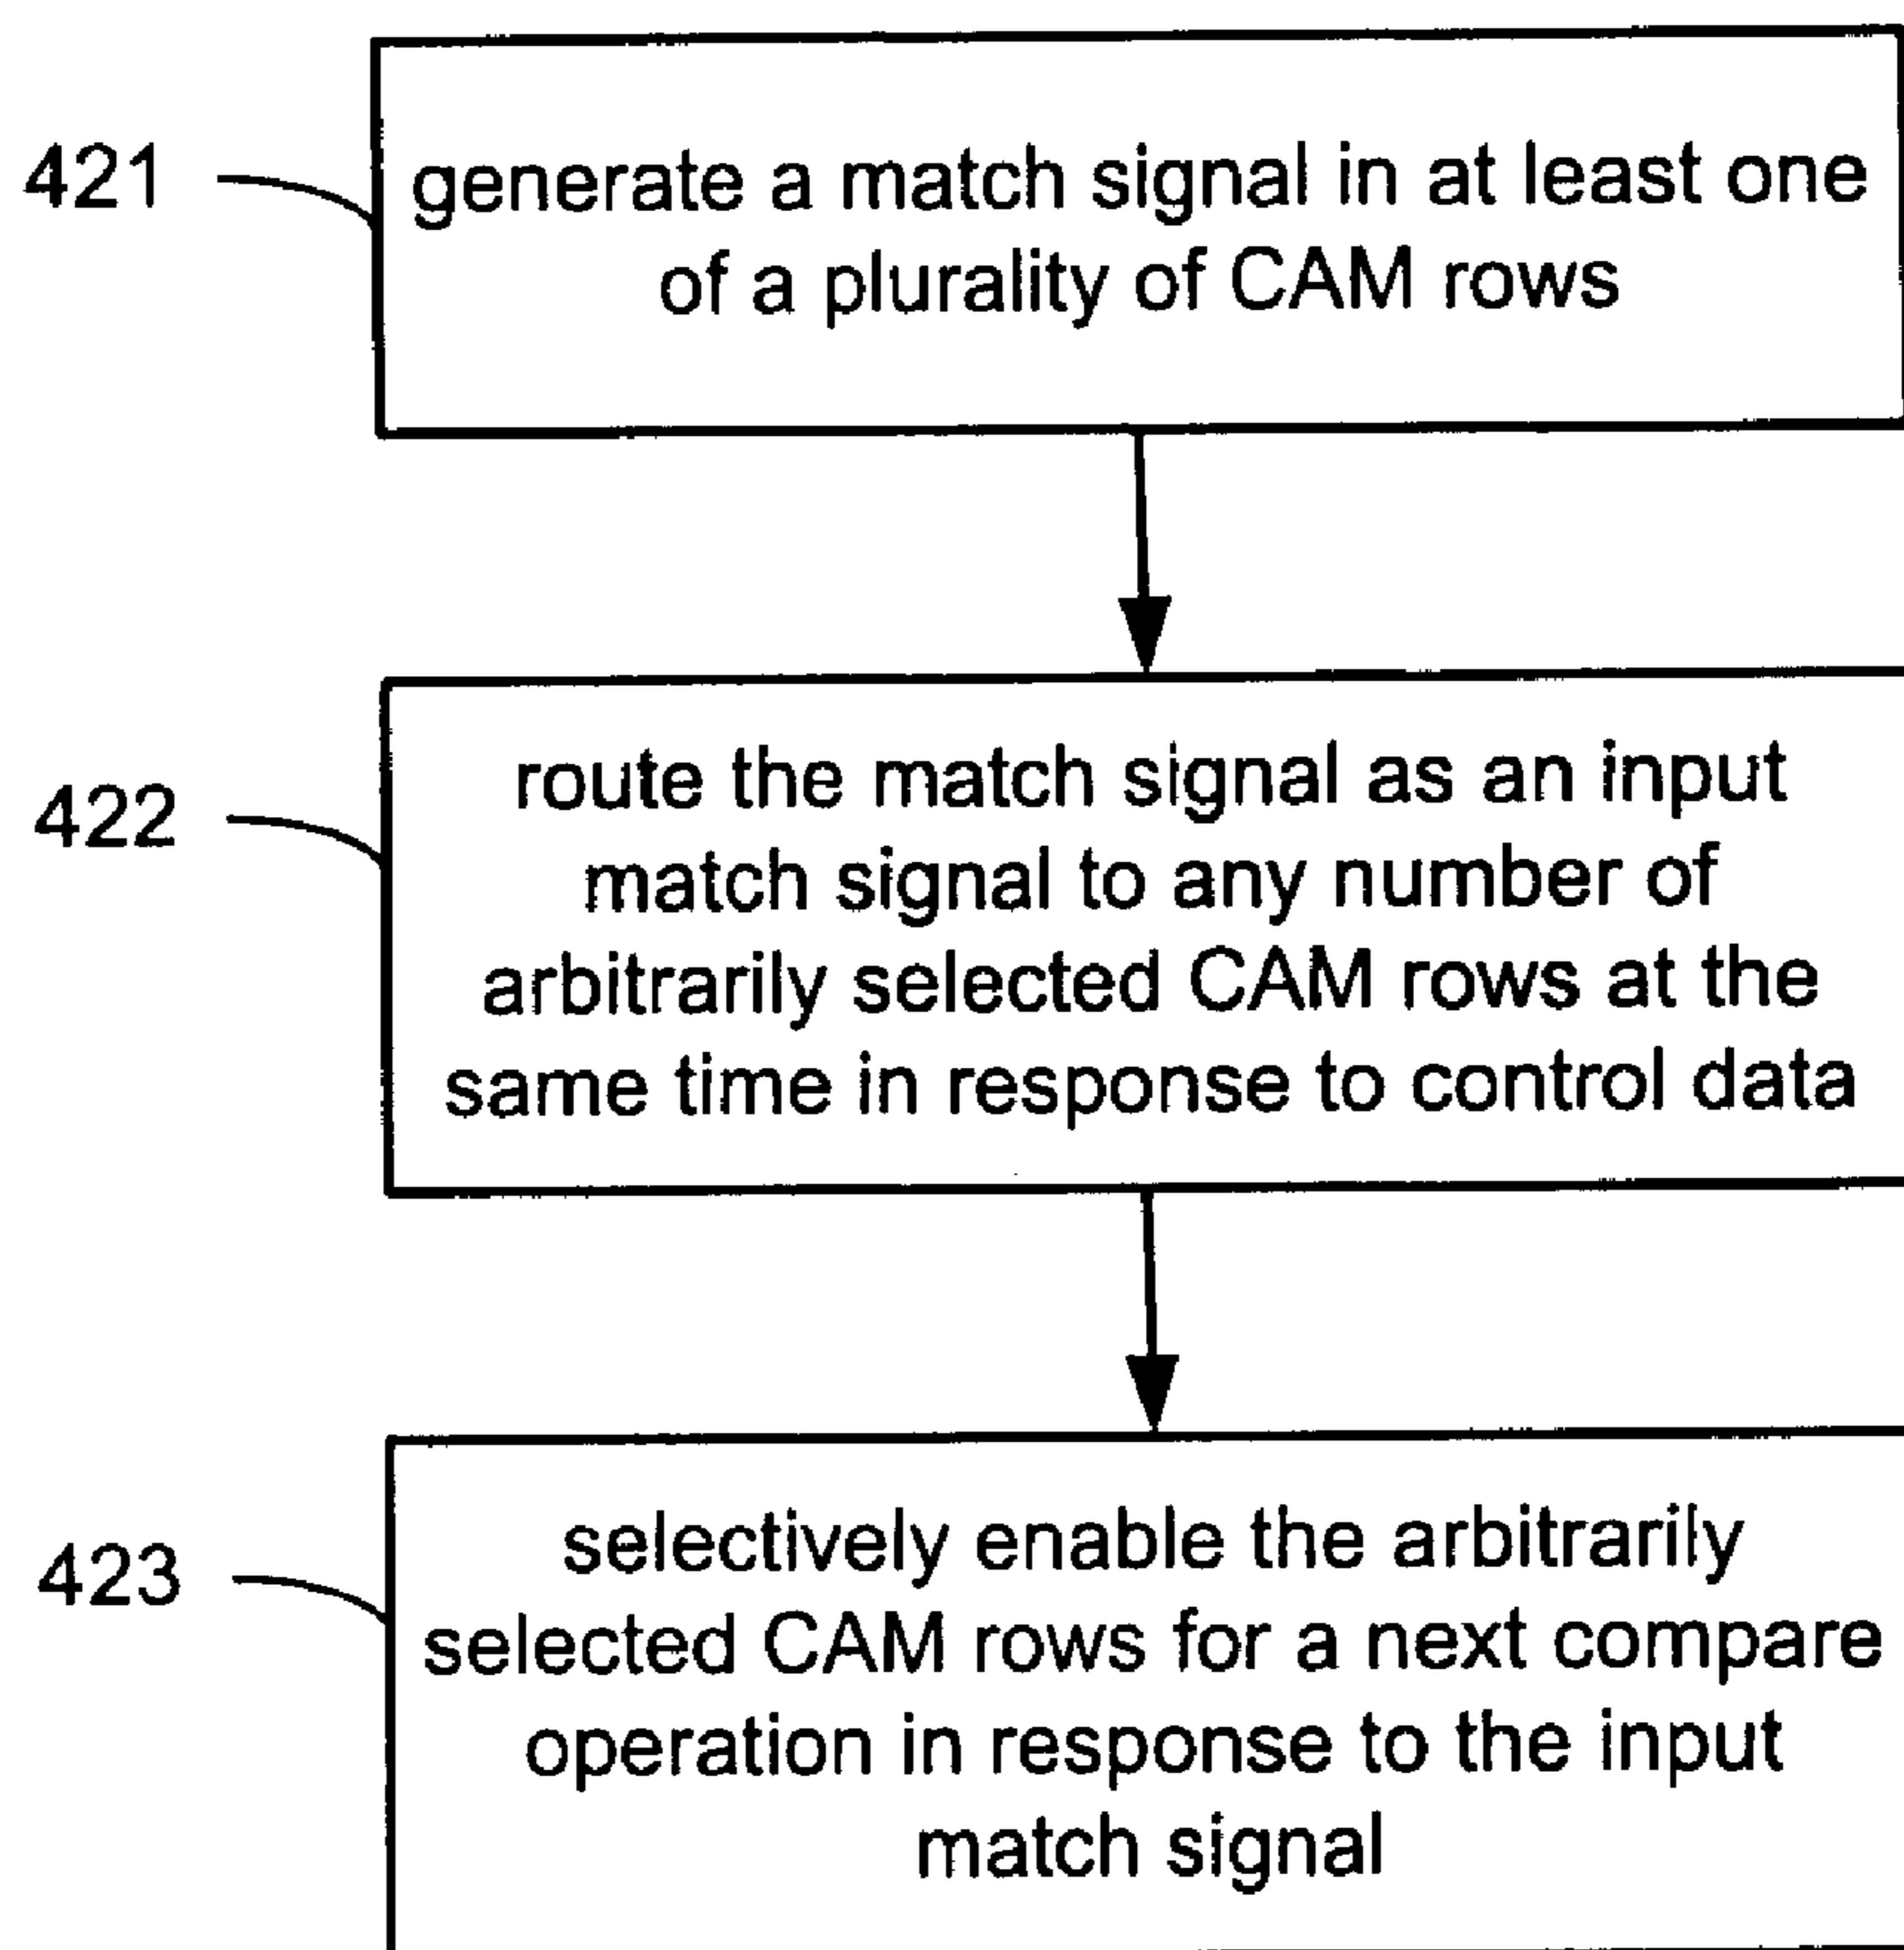 421
generate a match signal in at least one
of a plurality of CAM rows
422
route the match signal as an input
match signal to any number of
arbitrarily selected CAM rows at the
same time in response to control data
423
selectively enable the arbitrarily
selected CAM rows for a next compare
operation in response to the input
match signal